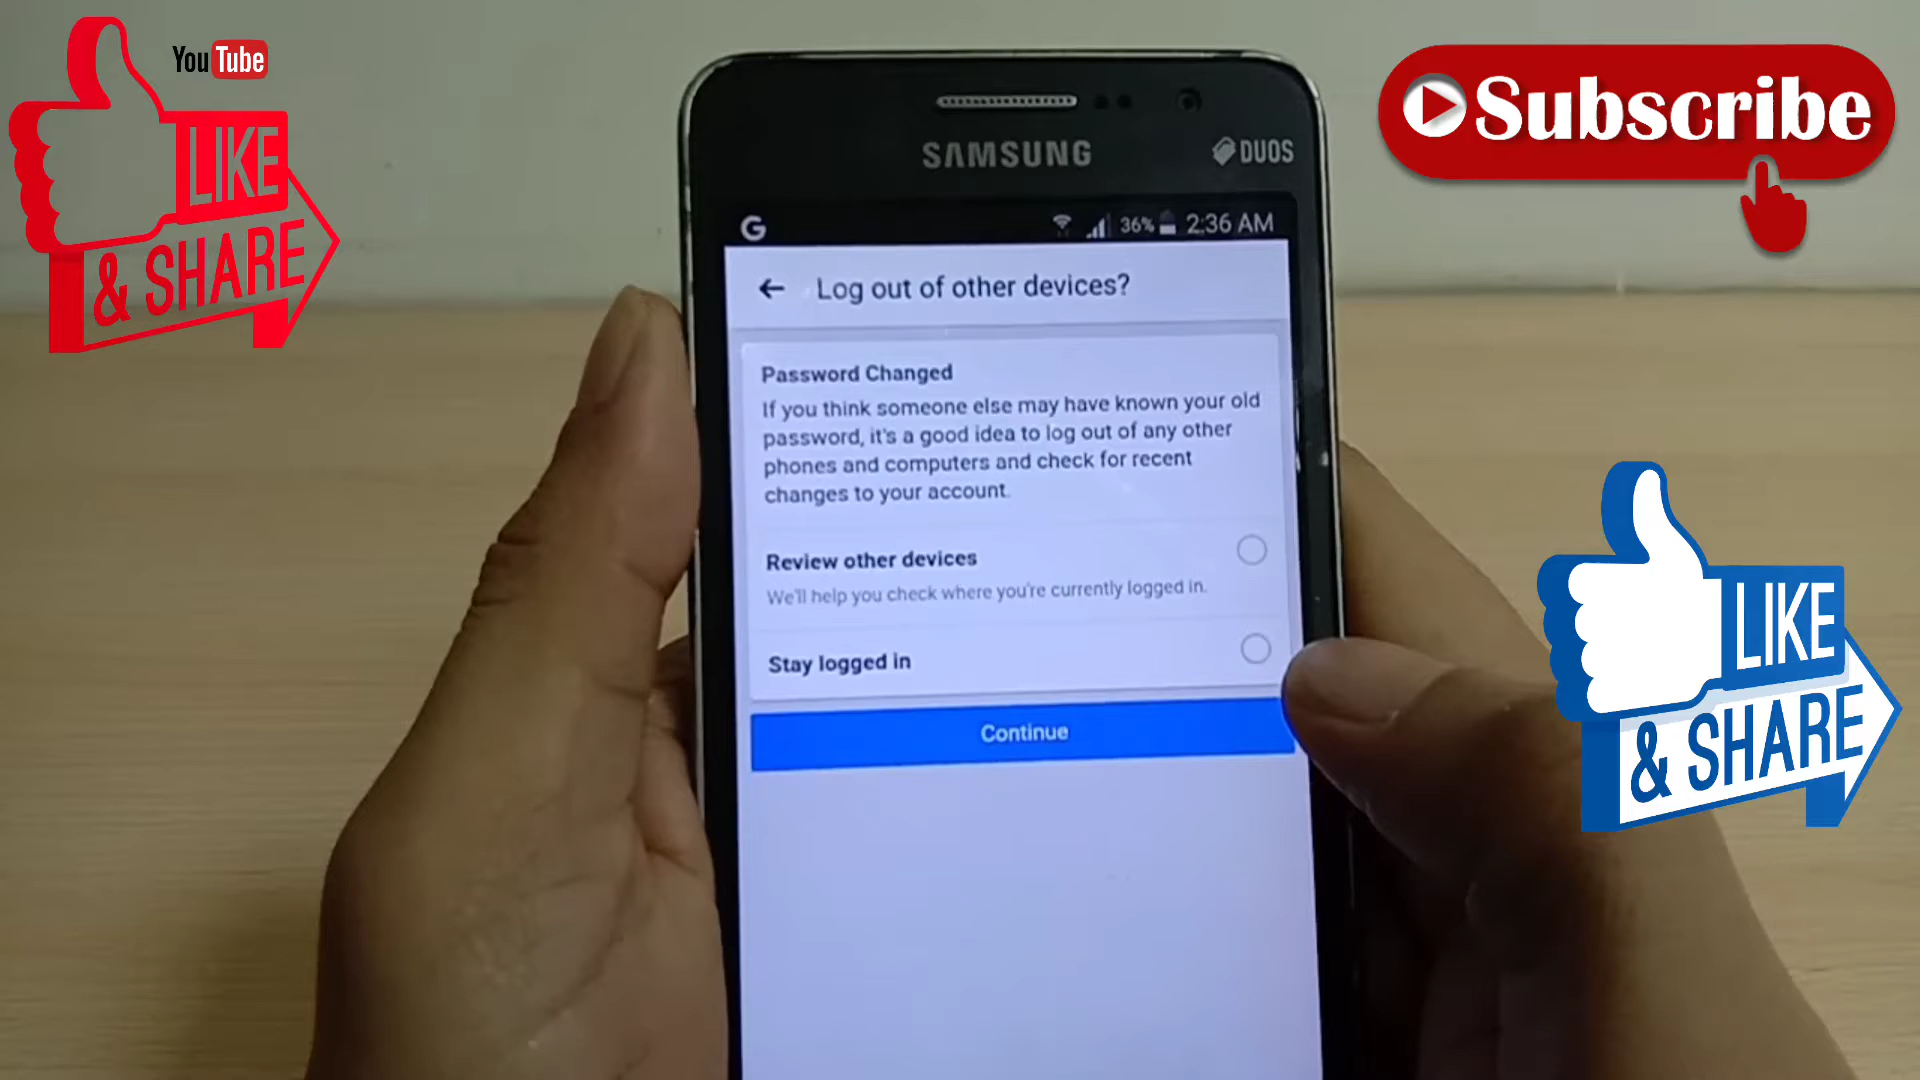 YouTube
LIKE
& SHARE
Subscribe
SAMSUNG
DUOS
G
36% 2:36 AM
Log out of other devices?
Password Changed
If you think someone else may have known your old
password, it's a good idea to log out of any other
phones and computers and check for recent
changes to your account.
Review other devices
We'll help you check where you're currently logged in.
Stay logged in
Continue
LIKE
& SHARE